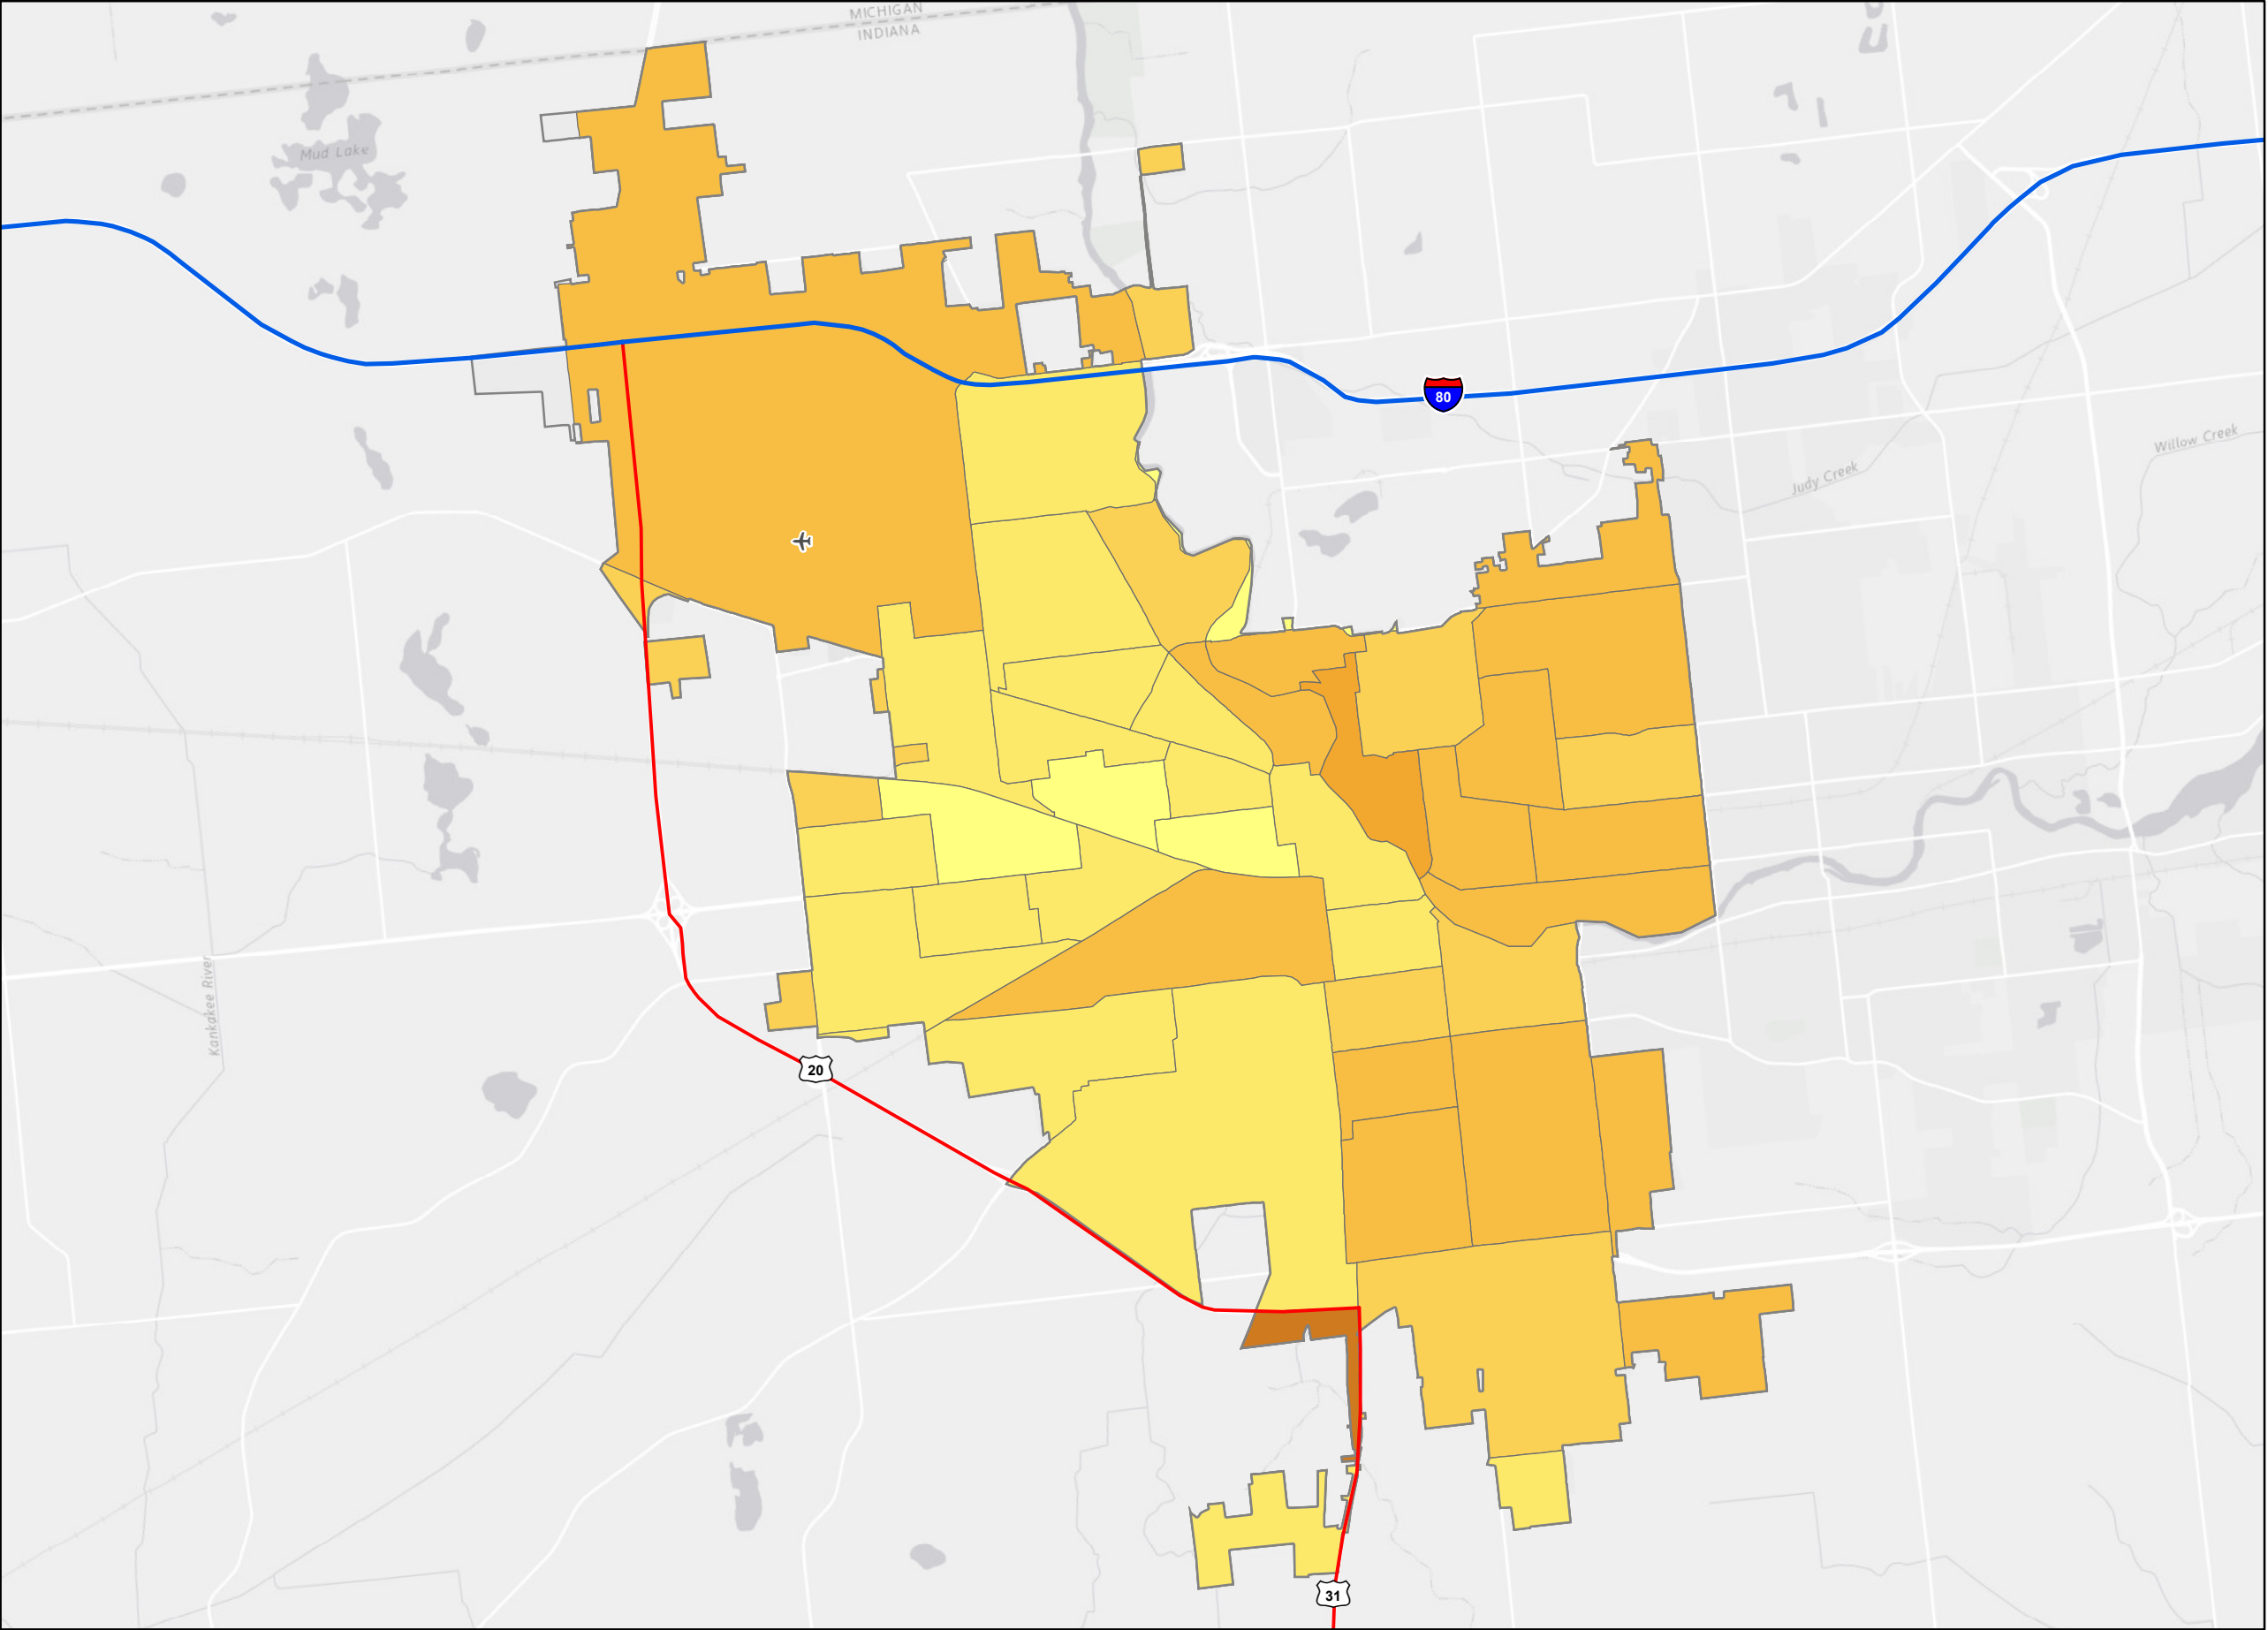 MICHIGAN
INDIANA
Mud Lake
80
Willow Creek
Judy Creek
Kankakee River
20
31